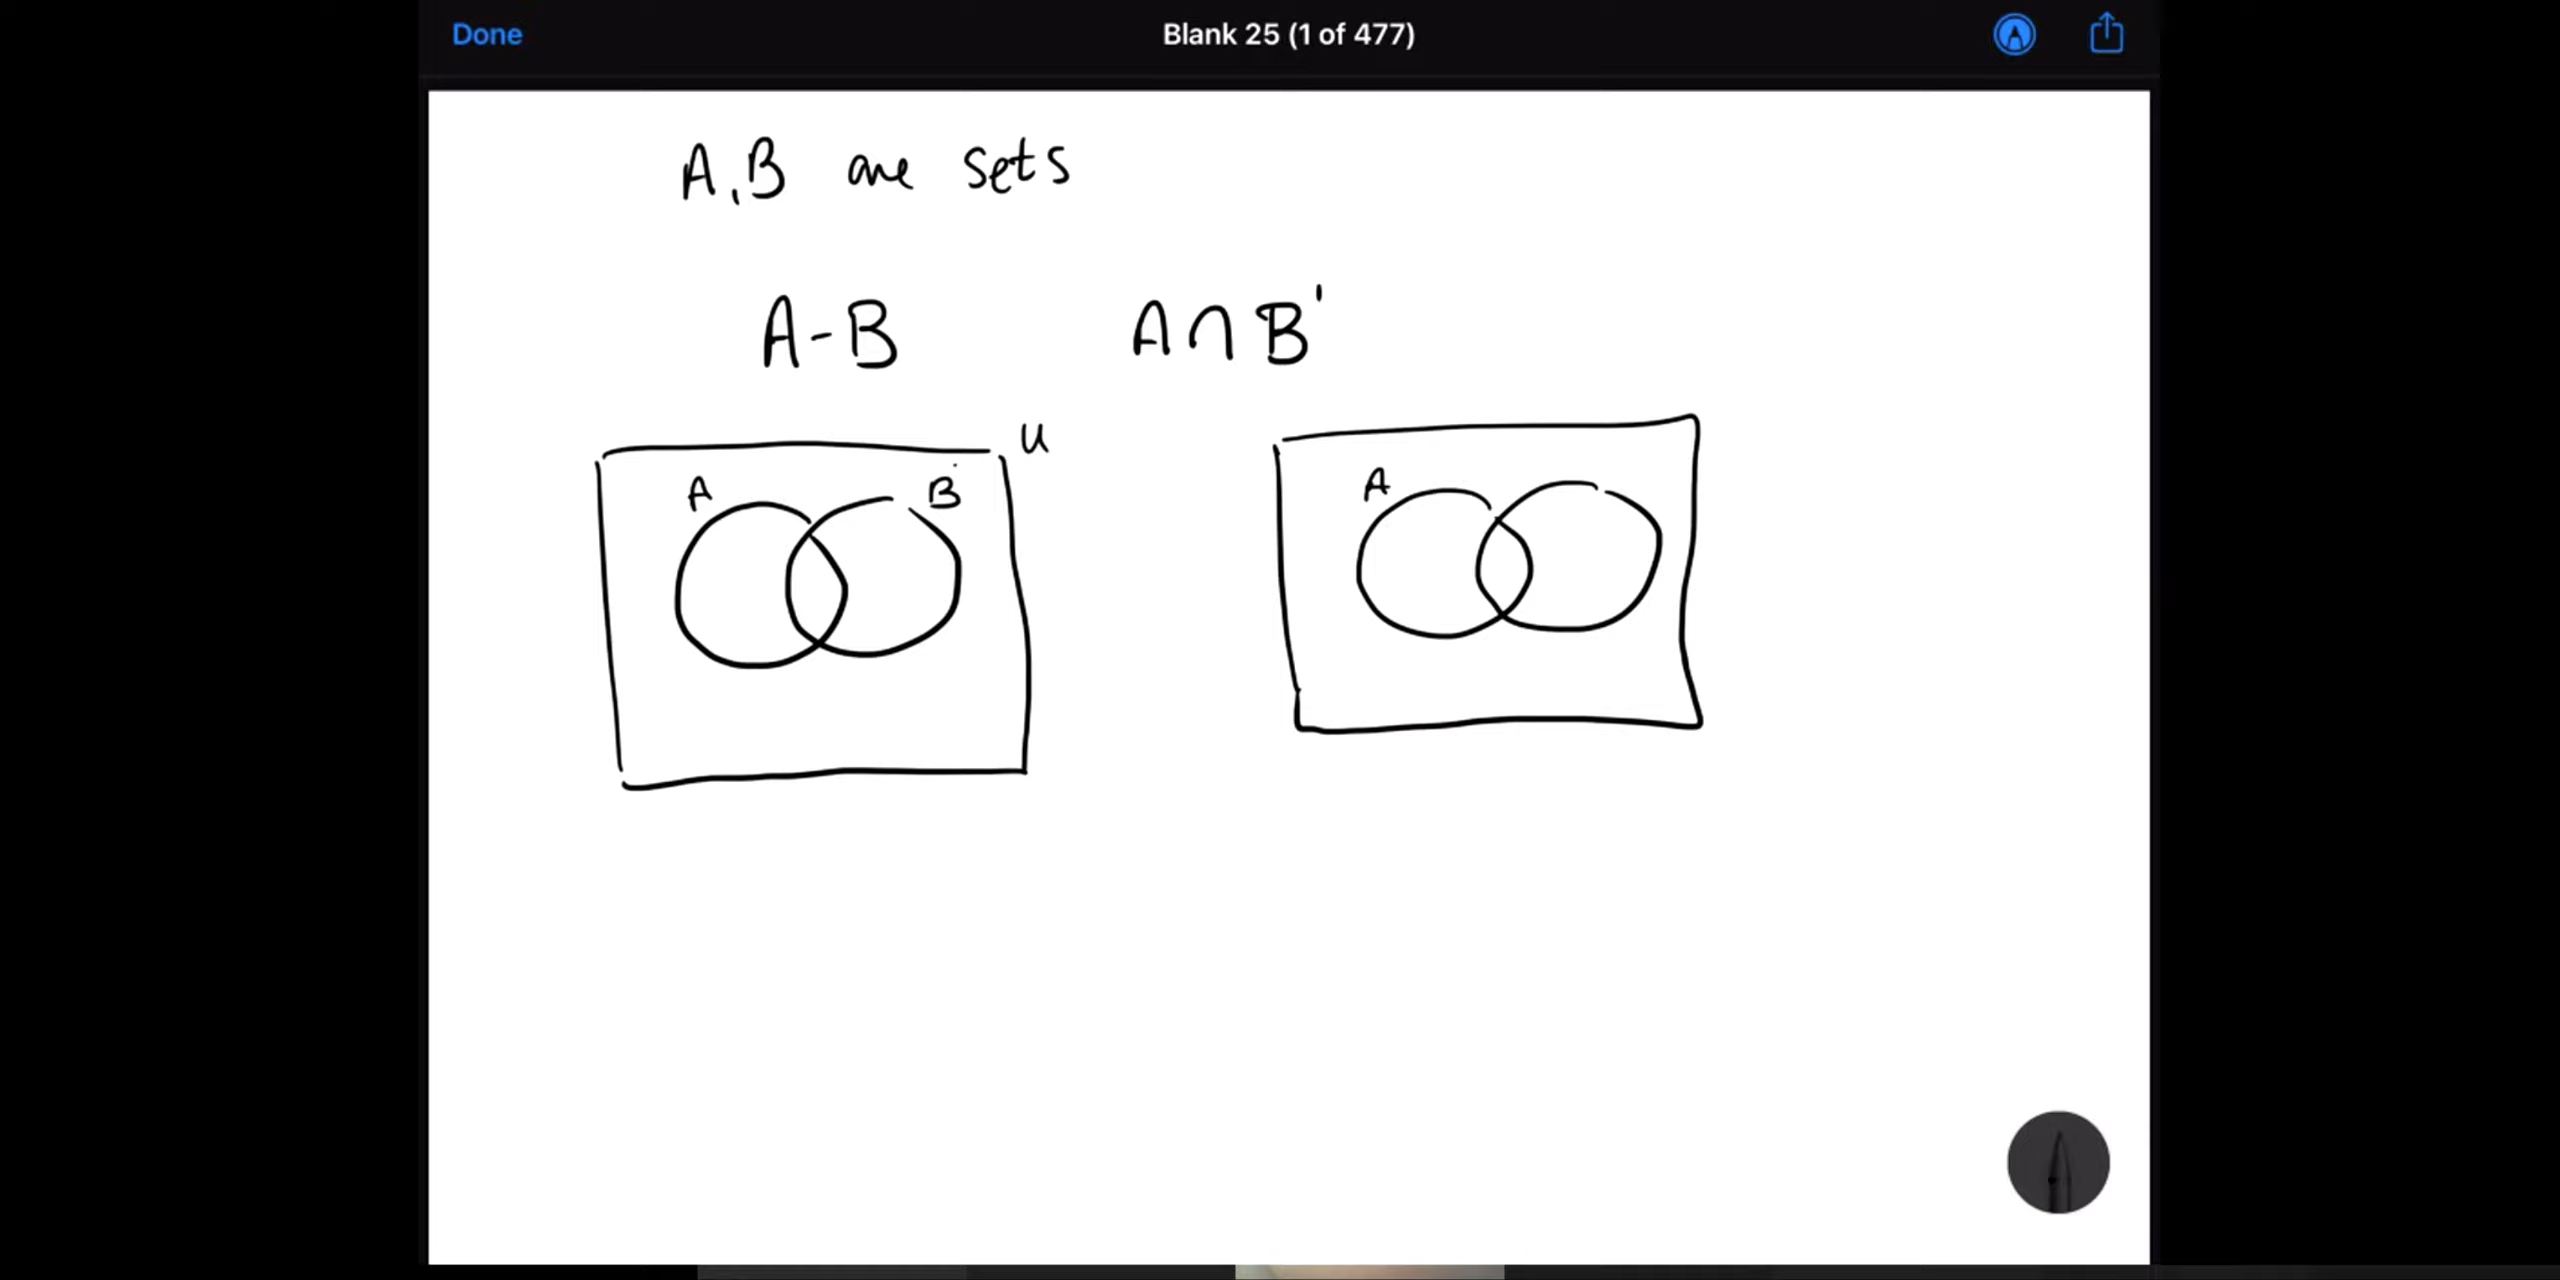 Done Blank 25 (1 of 477)
A, B are sets
A-B A∩B'
U
A B
A